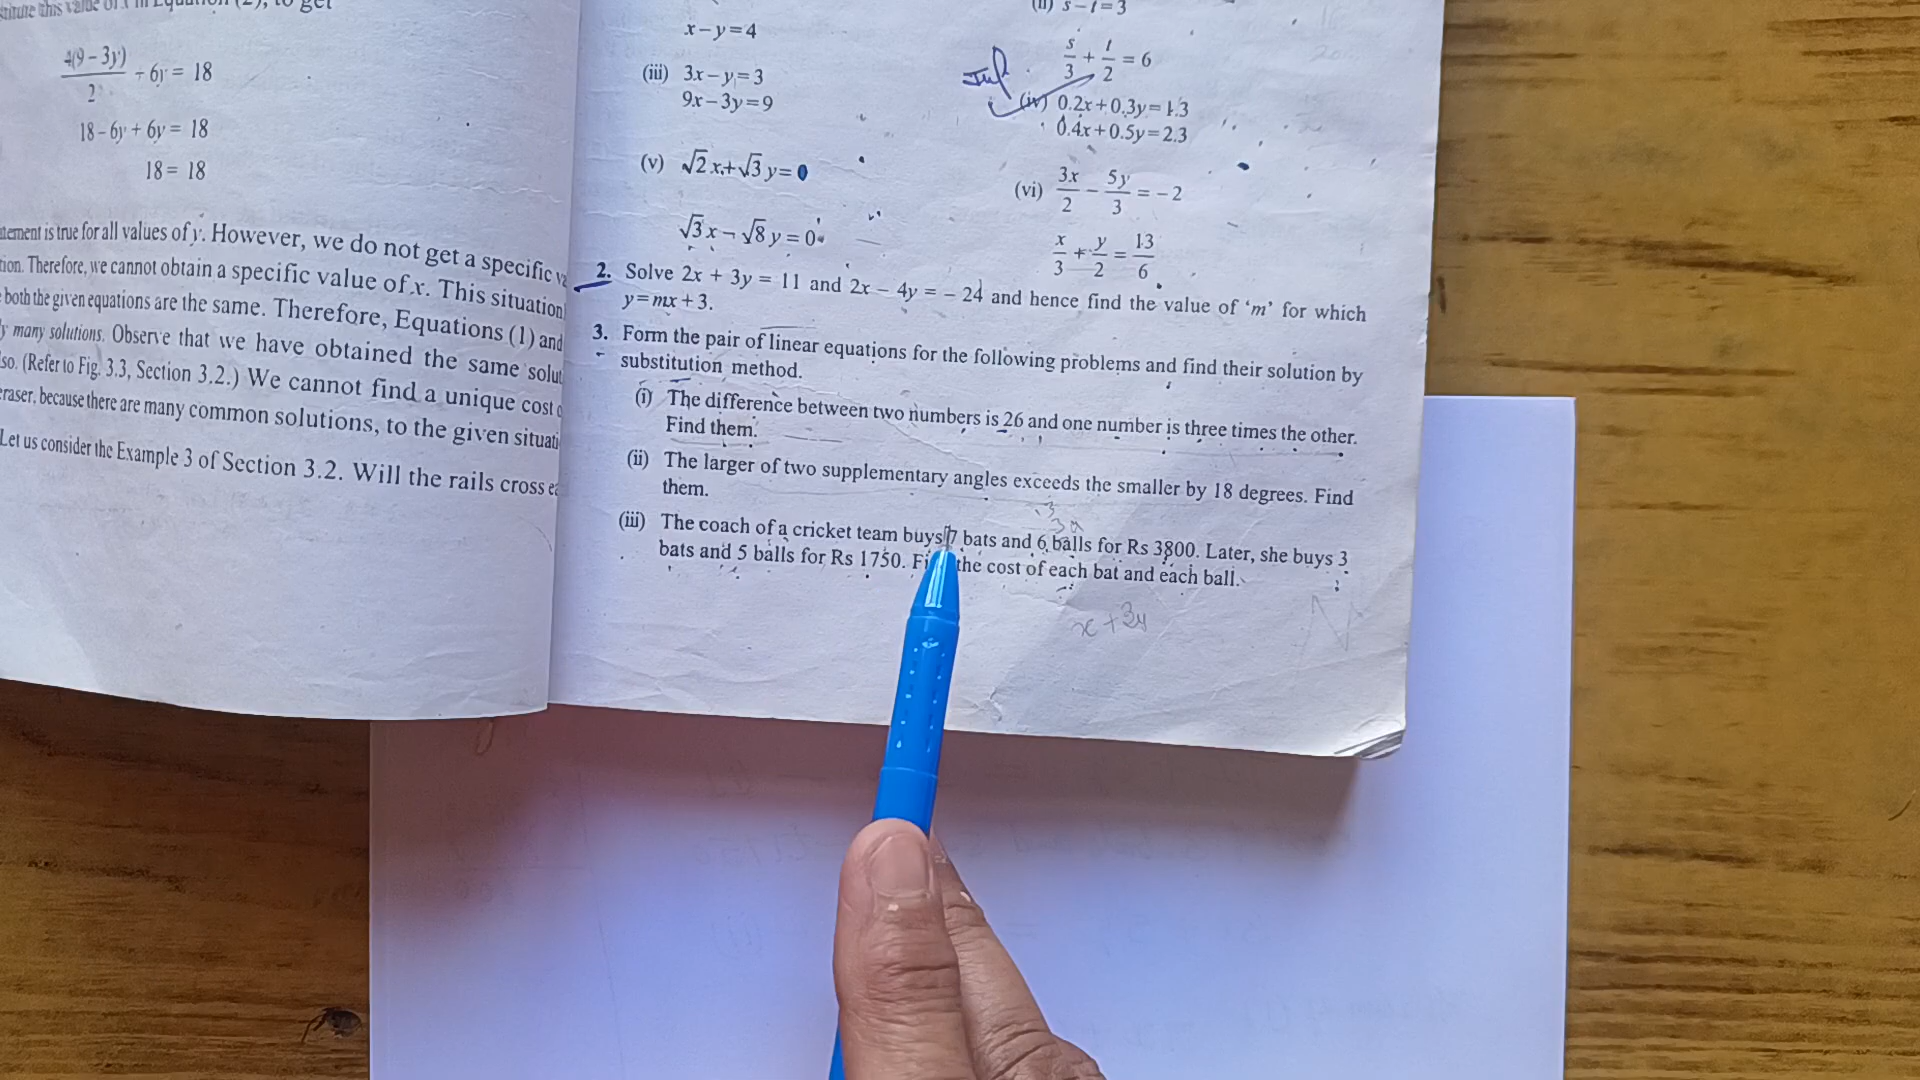 4(9 – 3y)/2 + 6y = 18
18 – 6y + 6y = 18
18 = 18
is true for all values of y. However, we do not get a specific
Therefore, we cannot obtain a specific value of x. This situation
both the given equations are the same. Therefore, Equations (1) and
many solutions. Observe that we have obtained the same
(Refer to Fig. 3.3, Section 3.2.) We cannot find a unique cost
eraser, because there are many common solutions, to the given
Let us consider the Example 3 of Section 3.2. Will the rails cross
x – y = 4
(ii) s – t = 3
s/3 + t/2 = 6
(iii) 3x – y = 3
9x – 3y = 9
(iv) 0.2x + 0.3y = 1.3
0.4x + 0.5y = 2.3
(v) √2 x + √3 y = 0
√3 x – √8 y = 0
(vi) 3x/2 – 5y/3 = – 2
x/3 + y/2 = 13/6
2. Solve 2x + 3y = 11 and 2x – 4y = – 24 and hence find the value of ‘m’ for which
y = mx + 3.
3. Form the pair of linear equations for the following problems and find their solution by
substitution method.
(i) The difference between two numbers is 26 and one number is three times the other.
Find them.
(ii) The larger of two supplementary angles exceeds the smaller by 18 degrees. Find
them.
(iii) The coach of a cricket team buys 7 bats and 6 balls for Rs 3800. Later, she buys 3
bats and 5 balls for Rs 1750. the cost of each bat and each ball.
x + 3y